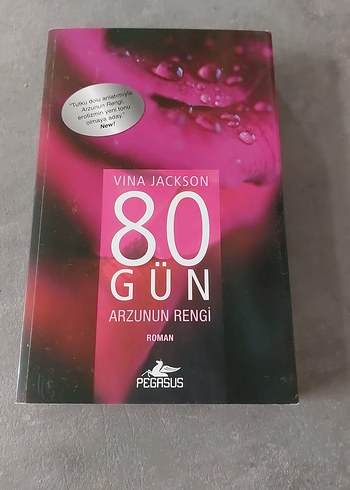 "Tutku dolu anlatımıyla
Arzunun Rengi,
erotizmin yeni tonu
olmaya aday."
New!
VINA JACKSON
80
GÜN
ARZUNUN RENGİ
ROMAN
PEGASUS